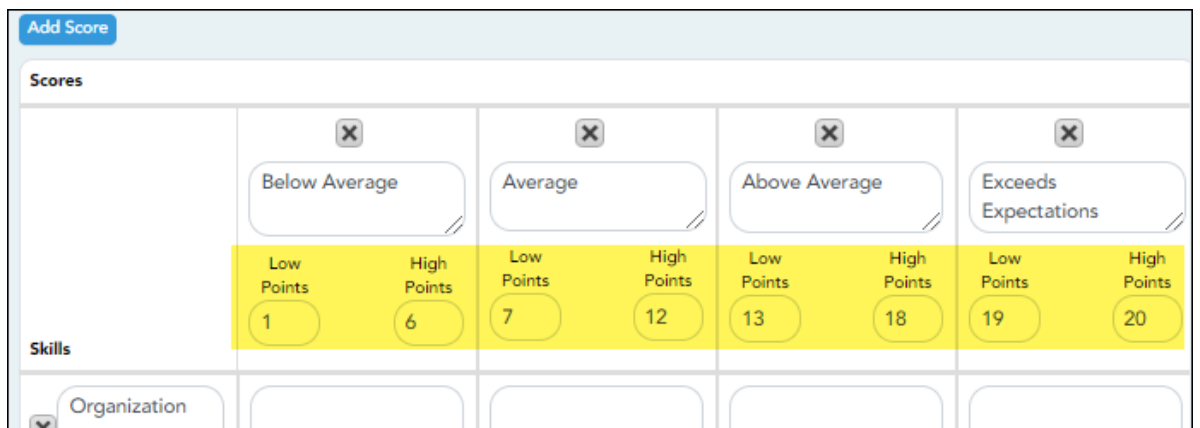 Add Score
Scores
Below Average
Average
Above Average
Exceeds
Expectations
Low
Points
High
Points
Low
Points
High
Points
Low
Points
High
Points
Low
Points
High
Points
1
6
7
12
13
18
19
20
Skills
Organization